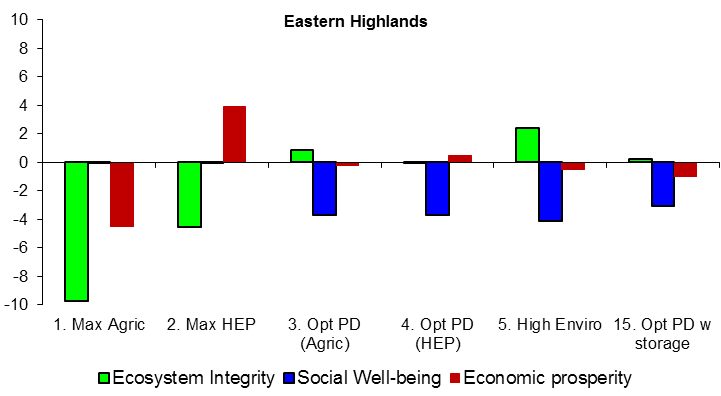 Eastern Highlands
10
8
6
4
2
0
-2
-4
-6
-8
-10
1. Max Agric
2. Max HEP
3. Opt PD
(Agric)
4. Opt PD
(HEP)
5. High Enviro
15. Opt PD w
storage
Ecosystem Integrity
Social Well-being
Economic prosperity